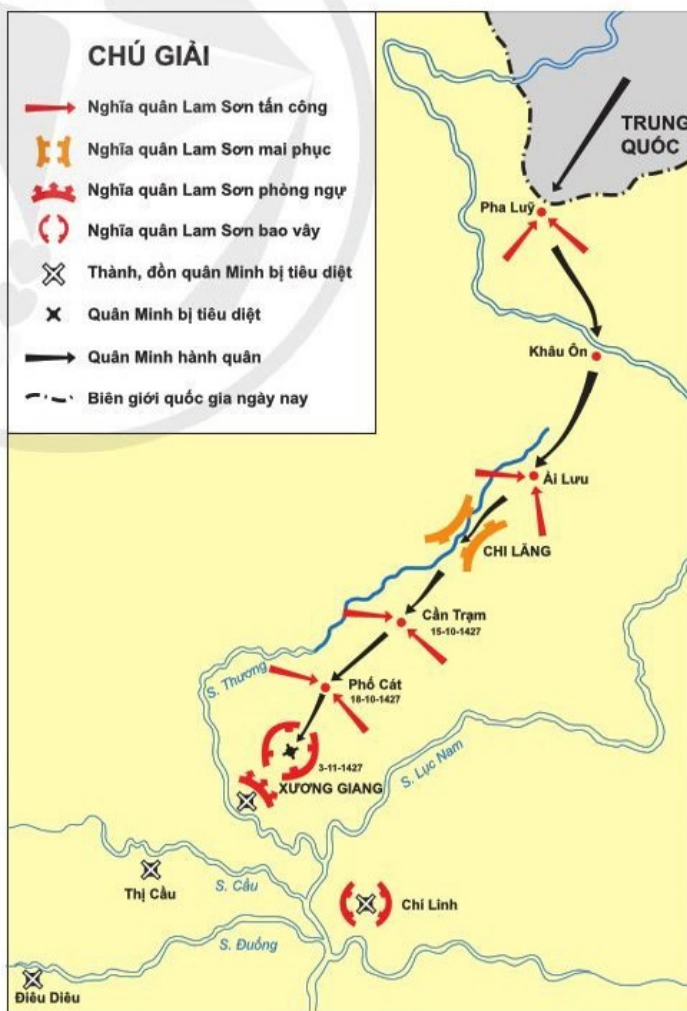 CHÚ GIẢI
Nghĩa quân Lam Sơn tấn công
Nghĩa quân Lam Sơn mai phục
Nghĩa quân Lam Sơn phòng ngự
Nghĩa quân Lam Sơn bao vây
Thành, đồn quân Minh bị tiêu diệt
Quân Minh bị tiêu diệt
Quân Minh hành quân
Biên giới quốc gia ngày nay
TRUNG
QUỐC
Pha Luỹ
Khâu Ôn
Ải Lưu
CHI LĂNG
Cần Trạm
15-10-1427
S. Thương
Phố Cát
18-10-1427
3-11-1427
XƯƠNG GIANG
S. Lục Nam
Thị Cầu
S. Cầu
Chí Linh
S. Đuống
Điêu Diêu